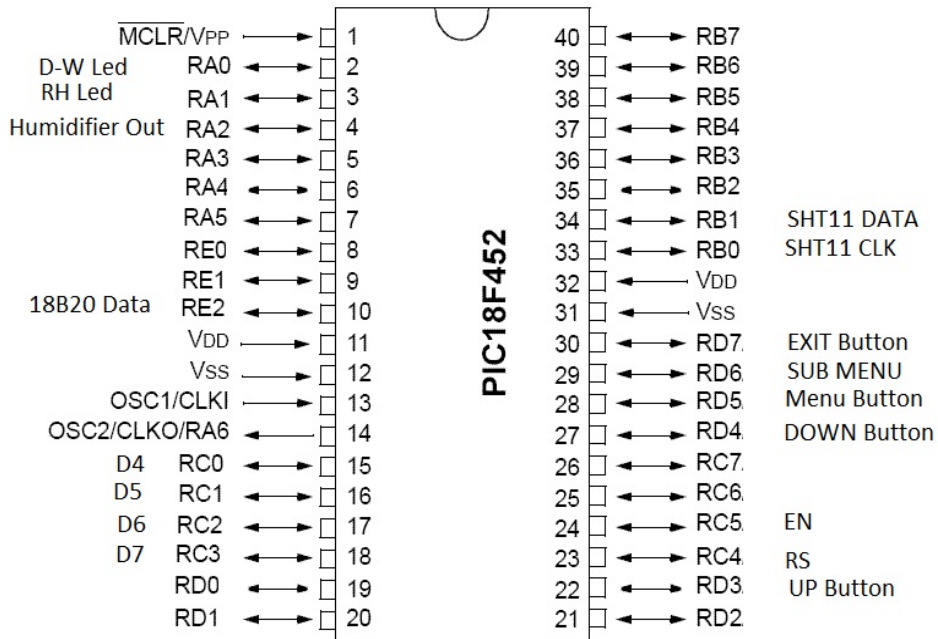 MCLR/VPP 1 40 RB7
D-W Led RA0 2 39 RB6
RH Led RA1 3 38 RB5
Humidifier Out RA2 4 37 RB4
RA3 5 36 RB3
RA4 6 35 RB2
RA5 7 34 RB1 SHT11 DATA
RE0 8 33 RB0 SHT11 CLK
RE1 9 32 VDD
18B20 Data RE2 10 31 VSS
VDD 11 30 RD7/ EXIT Button
VSS 12 29 RD6/ SUB MENU
OSC1/CLKI 13 28 RD5/ Menu Button
OSC2/CLKO/RA6 14 27 RD4/ DOWN Button
D4 RC0 15 26 RC7/
D5 RC1 16 25 RC6/
D6 RC2 17 24 RC5/ EN
D7 RC3 18 23 RC4/ RS
RD0 19 22 RD3/ UP Button
RD1 20 21 RD2/
PIC18F452